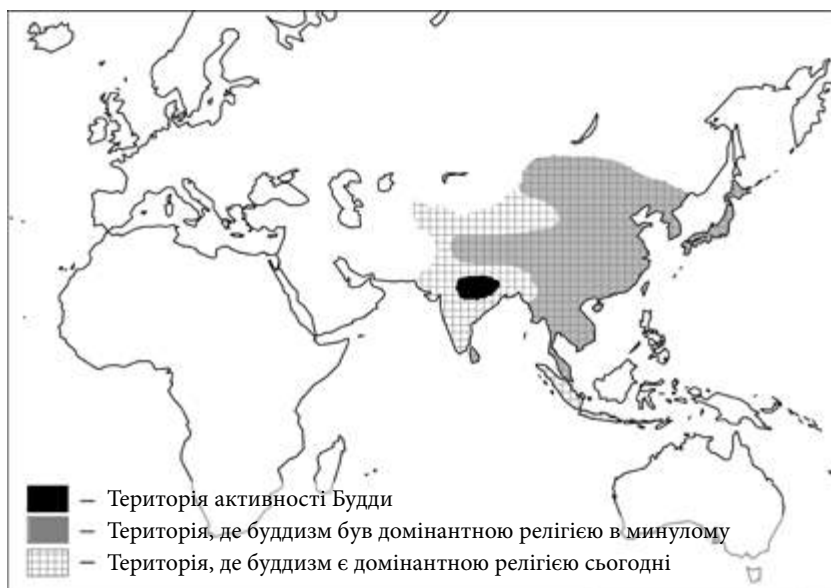 – Територія активності Будди
– Територія, де буддизм був домінантною релігією в минулому
– Територія, де буддизм є домінантною релігією сьогодні